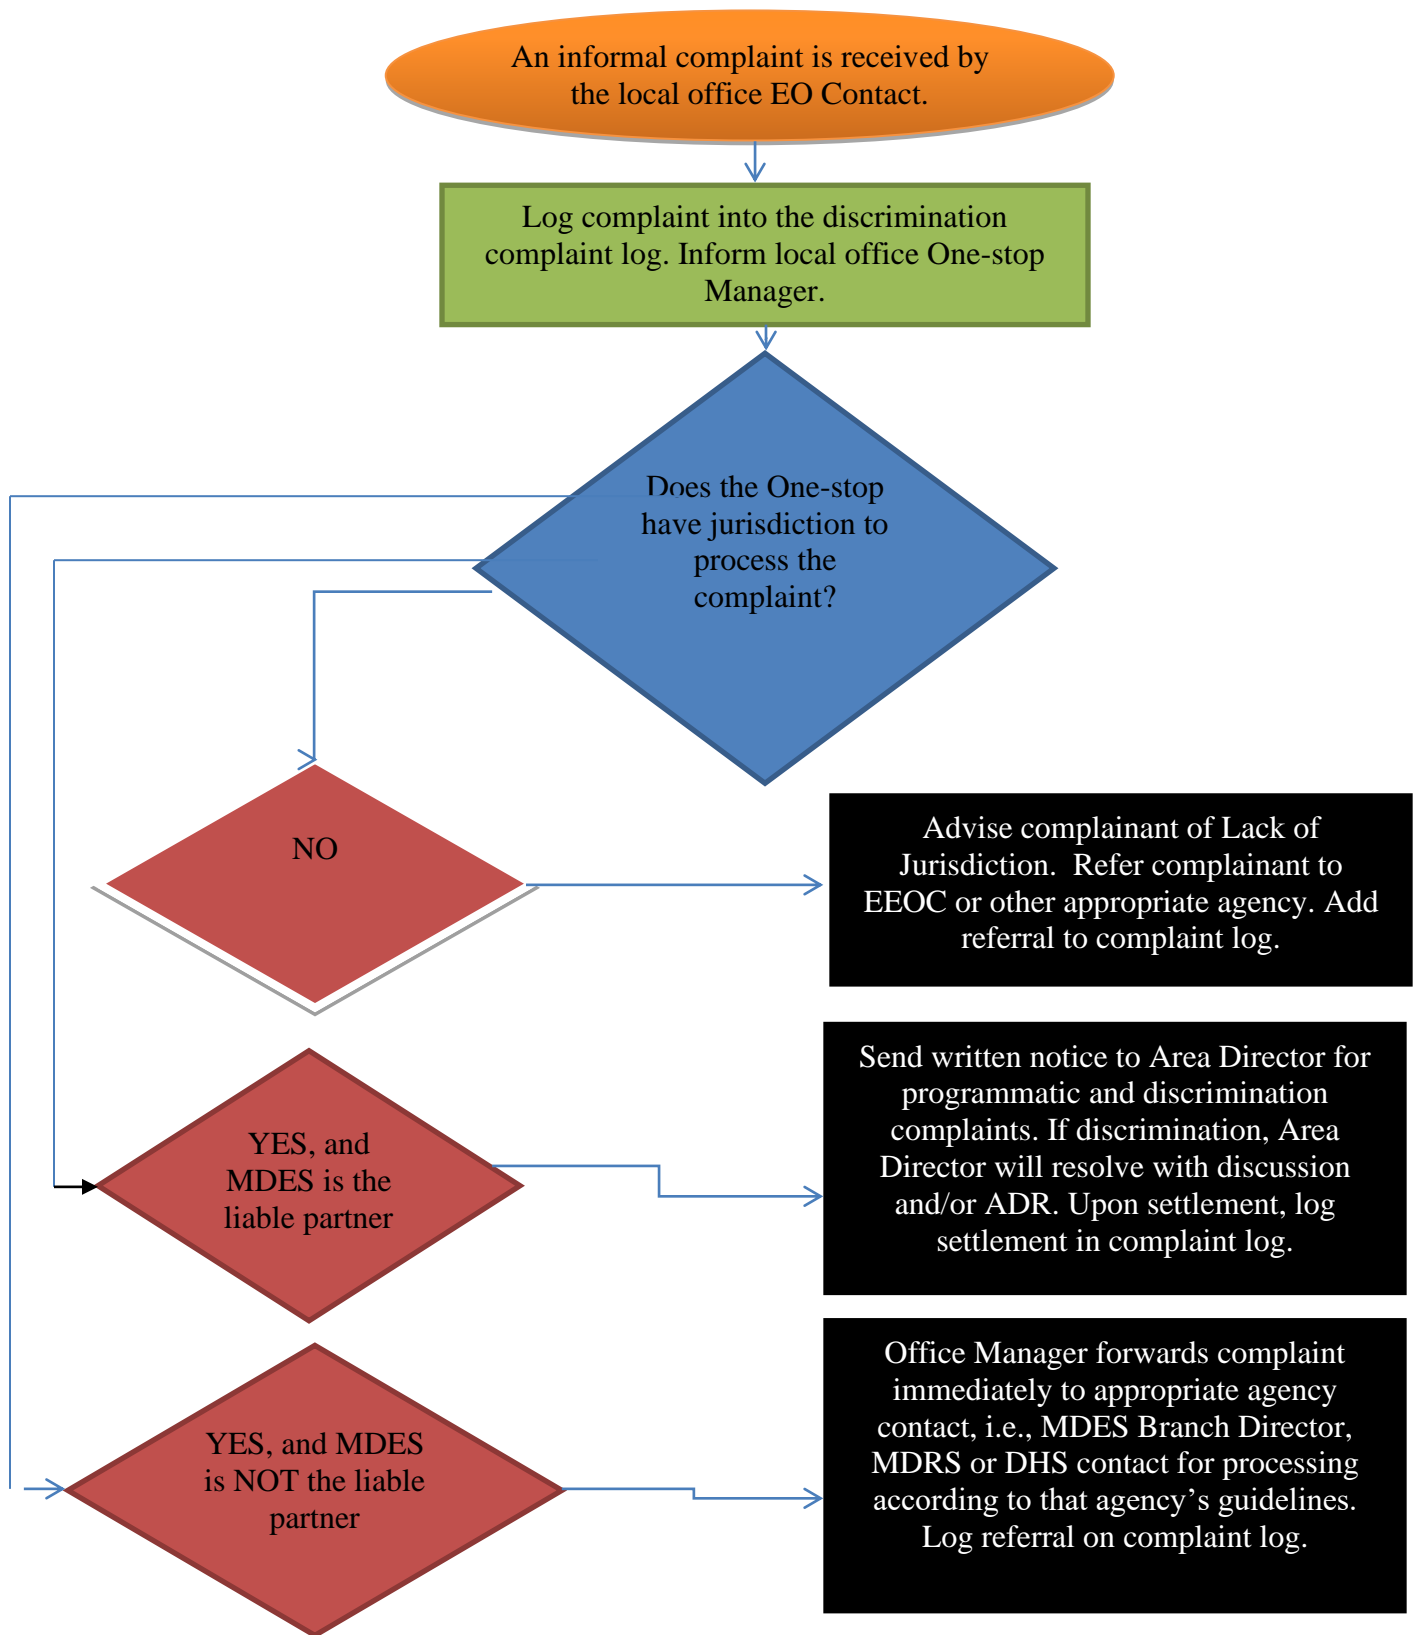 An informal complaint is received by
the local office EO Contact.
Log complaint into the discrimination
complaint log. Inform local office One-stop
Manager.
Does the One-stop
have jurisdiction to
process the
complaint?
NO
Advise complainant of Lack of
Jurisdiction.  Refer complainant to
EEOC or other appropriate agency. Add
referral to complaint log.
YES, and
MDES is the
liable partner
Send written notice to Area Director for
programmatic and discrimination
complaints. If discrimination, Area
Director will resolve with discussion
and/or ADR. Upon settlement, log
settlement in complaint log.
YES, and MDES
is NOT the liable
partner
Office Manager forwards complaint
immediately to appropriate agency
contact, i.e., MDES Branch Director,
MDRS or DHS contact for processing
according to that agency’s guidelines.
Log referral on complaint log.